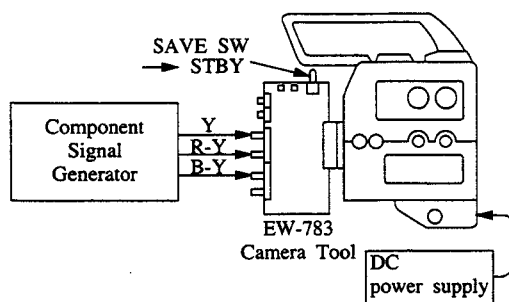 SAVE SW
STBY
Component
Signal
Generator
Y
R-Y
B-Y
EW-783
Camera Tool
DC
power supply